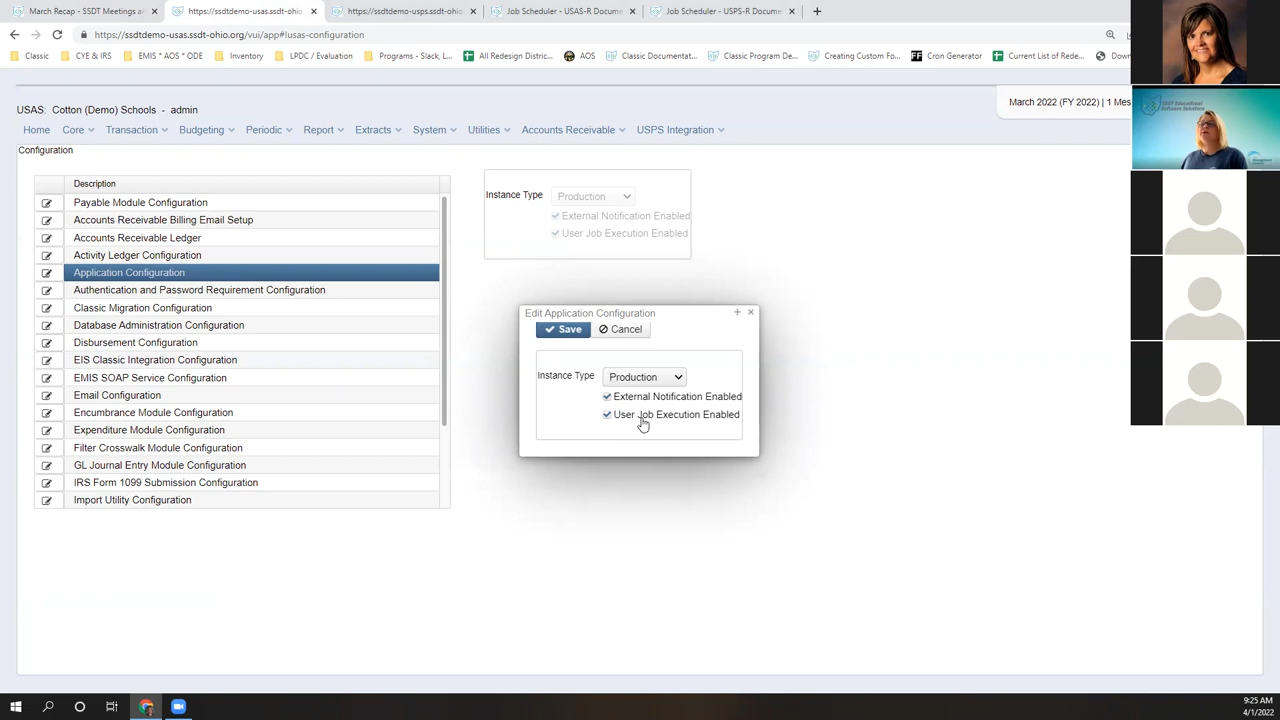 March Recap - SSDT Meetings a
https://ssdtdemo-usas.ssdt-ohio
https://ssdtdemo-usps.ssdt-ohio.
Job Scheduler - USAS-R Docume
Job Scheduler - USPS-R Docume
https://ssdtdemo-usas.ssdt-ohio.org/vui/app#!usas-configuration
Classic
CYE & IRS
EMIS * AOS * ODE
Inventory
LPDC / Evaluation
Programs - Sieck, L...
All Redesign Distric...
AOS
Classic Documentat...
Classic Program De...
Creating Custom Fo...
Cron Generator
Current List of Rede...
Down
USAS: Cotton (Demo) Schools - admin
March 2022 (FY 2022) | 1 Mes
Home Core Transaction Budgeting Periodic Report Extracts System Utilities Accounts Receivable USPS Integration
Configuration
Description
Payable Module Configuration
Accounts Receivable Billing Email Setup
Accounts Receivable Ledger
Activity Ledger Configuration
Application Configuration
Authentication and Password Requirement Configuration
Classic Migration Configuration
Database Administration Configuration
Disbursement Configuration
EIS Classic Integration Configuration
EMIS SOAP Service Configuration
Email Configuration
Encumbrance Module Configuration
Expenditure Module Configuration
Filter Crosswalk Module Configuration
GL Journal Entry Module Configuration
IRS Form 1099 Submission Configuration
Import Utility Configuration
Instance Type Production
External Notification Enabled
User Job Execution Enabled
Edit Application Configuration
Save Cancel
Instance Type Production
External Notification Enabled
User Job Execution Enabled
9:25 AM
4/1/2022